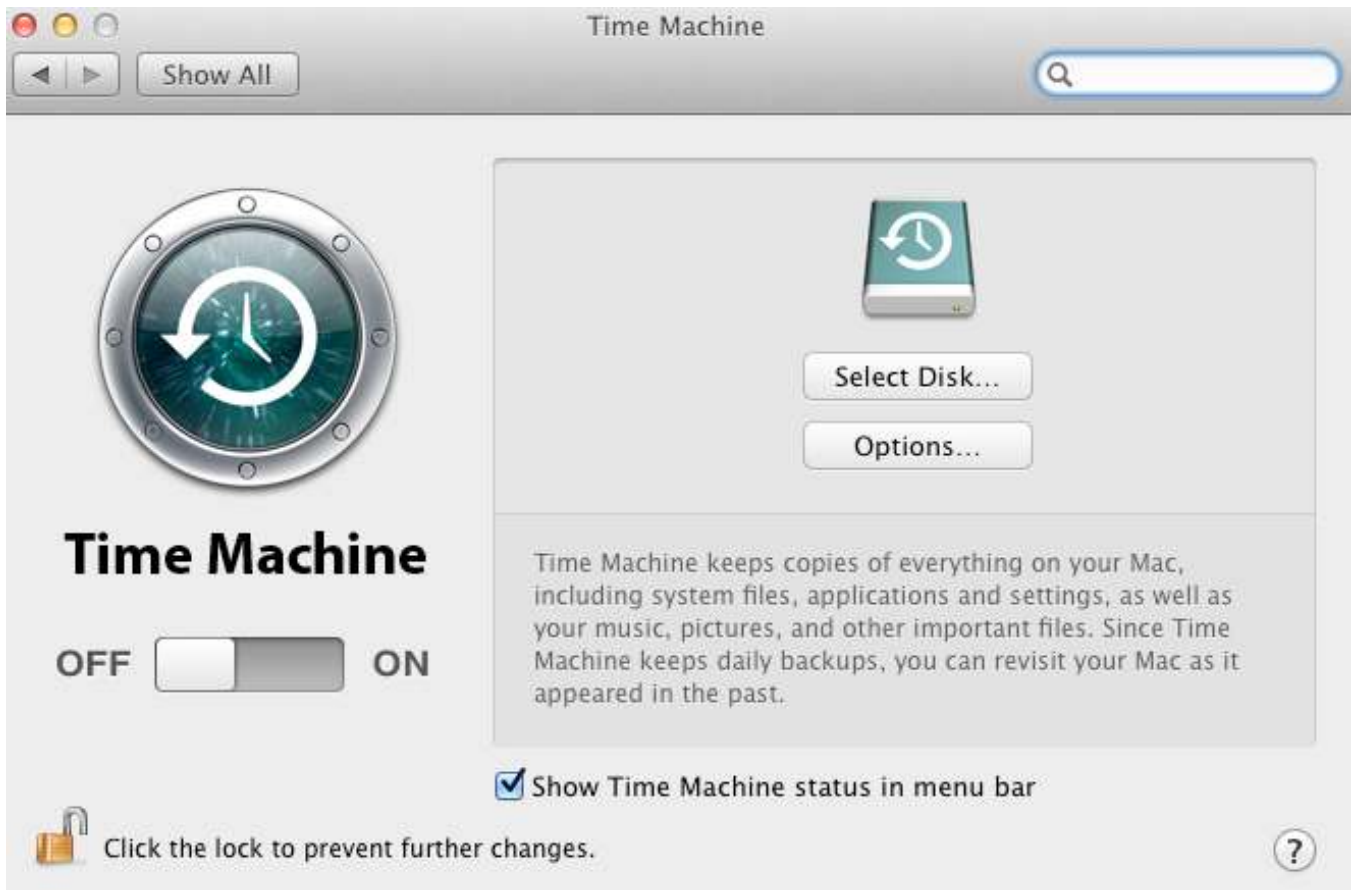 Time Machine
Show All
Select Disk...
Options...
Time Machine
Time Machine keeps copies of everything on your Mac,
including system files, applications and settings, as well as
your music, pictures, and other important files. Since Time
Machine keeps daily backups, you can revisit your Mac as it
appeared in the past.
OFF ON
Show Time Machine status in menu bar
Click the lock to prevent further changes.
?